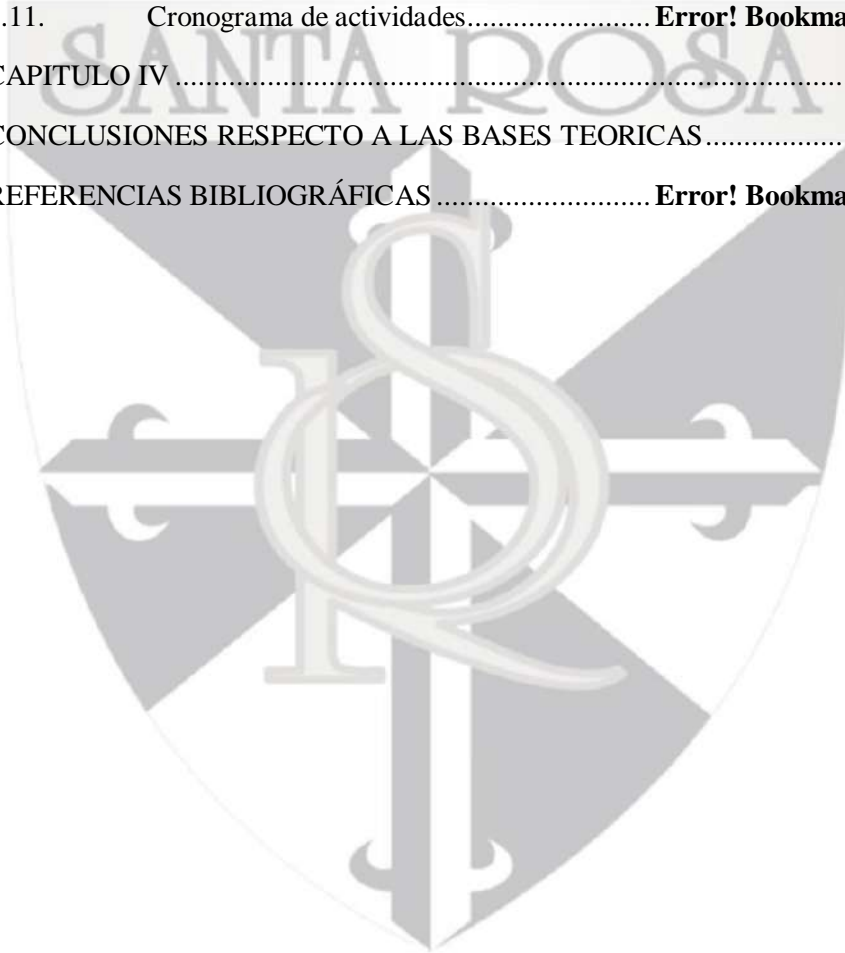 .11. Cronograma de actividades....................... Error! Bookma
SANTA ROSA
CAPITULO IV ....................................................................................
CONCLUSIONES RESPECTO A LAS BASES TEORICAS..................
REFERENCIAS BIBLIOGRÁFICAS ........................... Error! Bookma